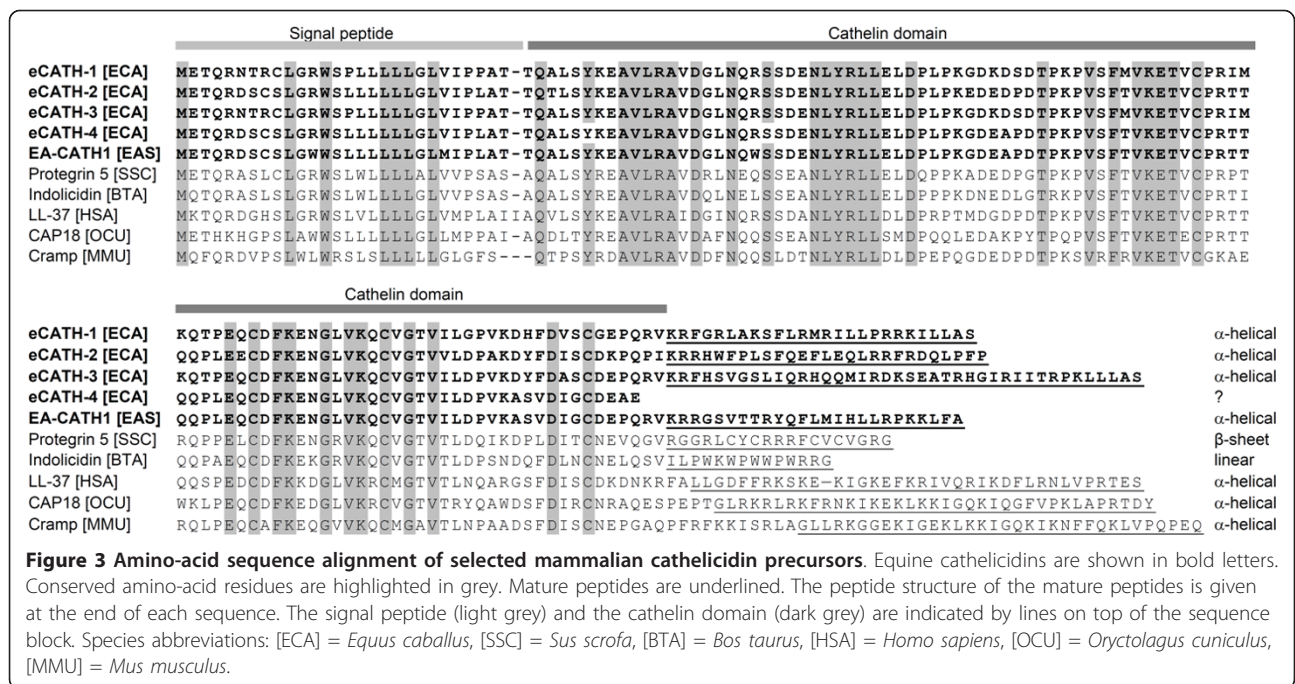 Signal peptide Cathelin domain
eCATH-1 [ECA] METQRNTRCLGRWSPLLLLLGLVIPPAT-TQALSYKEAVLRAVDGLNQRSSDENLYRLLELDPLPKGDKDSDTPKPVSFMVKETVCPRIM
eCATH-2 [ECA] METQRDSCSLGRWSLLLLLLGLVIPLAT-TQTLSYKEAVLRAVDGLNQRSSDENLYRLLELDPLPKEDEDPDTPKPVSFTVKETVCPRTT
eCATH-3 [ECA] METQRNTRCLGRWSPLLLLLGLVIPPAT-TQALSYKEAVLRAVDGLNQRSSDENLYRLLELDPLPKGDKDSDTPKPVSFMVKETVCPRIM
eCATH-4 [ECA] METQRDSCSLGRWSLLLLLLGLVIPLAT-TQALSYKEAVLRAVDGLNQRSSDENLYRLLELDPLPKGDEAPDTPKPVSFTVKETVCPRTT
EA-CATH1 [EAS] METQRDSCSLGWWSLLLLLLGLMIPLAT-TQALSYKEAVLRAVDGLNQWSSDENLYRLLELDPLPKGDEAPDTPKPVSFTVKETVCPRTT
Protegrin 5 [SSC] METQRASLCLGRWSLWLLLLALVVPSAS-AQALSYREAVLRAVDRLNEQSSEANLYRLLELDQPPKADEDPGTPKPVSFTVKETVCPRPT
Indolicidin [BTA] MQTQRASLSLGRWSLWLLLLGLVVPSAS-AQALSYREAVLRAVDQLNELSSEANLYRLLELDPPPKDNEDLGTRKPVSFTVKETVCPRTI
LL-37 [HSA] MKTQRDGHSLGRWSLVLLLLGLVMPLAIIAQVLSYKEAVLRAIDGINQRSSDANLYRLLDLDPRPTMDGDPDTPKPVSFTVKETVCPRTT
CAP18 [OCU] METHKHGPSLAWWSLLLLLLGLLMPPAI-AQDLTYREAVLRAVDAFNQQSSEANLYRLLSMDPQQLEDAKPYTPQPVSFTVKETECPRTT
Cramp [MMU] MQFQRDVPSLWLWRSLSLLLLLGLGFS---QTPSYRDAVLRAVDDFNQQSLDTNLYRLLDLDPEPQGDEDPDTPKSVRFRVKETVCGKAE
Cathelin domain
eCATH-1 [ECA] KQTPEQCDFKENGLVKQCVGTVILGPVKDHFDVSCGEPQRVKRFGRLAKSFLRMRILLPRRKILLAS α-helical
eCATH-2 [ECA] QQPLEECDFKENGLVKQCVGTVVLDPAKDYFDISCDKPQPIKRRHWFPLSFQEFLEQLRRFRDQLPFP α-helical
eCATH-3 [ECA] KQTPEQCDFKENGLVKQCVGTVILDPVKDYFDASCDEPQRVKRFHSVGSLIQRHQQMIRDKSEATRHGIRIITRPKLLLAS α-helical
eCATH-4 [ECA] QQPLEQCDFKENGLVKQCVGTVILDPVKASVDIGCDEAE ?
EA-CATH1 [EAS] QQPLEQCDFKENGLVKQCVGTVILDPVKASVDIGCDEPQRVKRRGSVTTRYQFLMIHLLRPKKLFA α-helical
Protegrin 5 [SSC] RQPPELCDFKENGRVKQCVGTVTLDQIKDPLDITCNEVQGVRGGRLCYCRRRFCVCVGRG β-sheet
Indolicidin [BTA] QQPAEQCDFKEKGRVKQCVGTVTLDPSNDQFDLNCNELQSVILPWKWPWWPWRRG linear
LL-37 [HSA] QQSPEDCDFKKDGLVKRCMGTVTLNQARGSFDISCDKDNKRFALLGDFFRKSKE–KIGKEFKRIVQRIKDFLRNLVPRTES α-helical
CAP18 [OCU] WKLPEQCDFKEDGLVKRCVGTVTRYQAWDSFDIRCNRAQESPEPTGLRKRLRKFRNKIKEKLKKIGQKIQGFVPKLAPRTDY α-helical
Cramp [MMU] RQLPEQCAFKEQGVVKQCMGAVTLNPAADSFDISCNEPGAQPFRFKKISRLAGLLRKGGEKIGEKLKKIGQKIKNFFQKLVPQPEQ α-helical
Figure 3 Amino-acid sequence alignment of selected mammalian cathelicidin precursors. Equine cathelicidins are shown in bold letters.
Conserved amino-acid residues are highlighted in grey. Mature peptides are underlined. The peptide structure of the mature peptides is given
at the end of each sequence. The signal peptide (light grey) and the cathelin domain (dark grey) are indicated by lines on top of the sequence
block. Species abbreviations: [ECA] = Equus caballus, [SSC] = Sus scrofa, [BTA] = Bos taurus, [HSA] = Homo sapiens, [OCU] = Oryctolagus cuniculus,
[MMU] = Mus musculus.